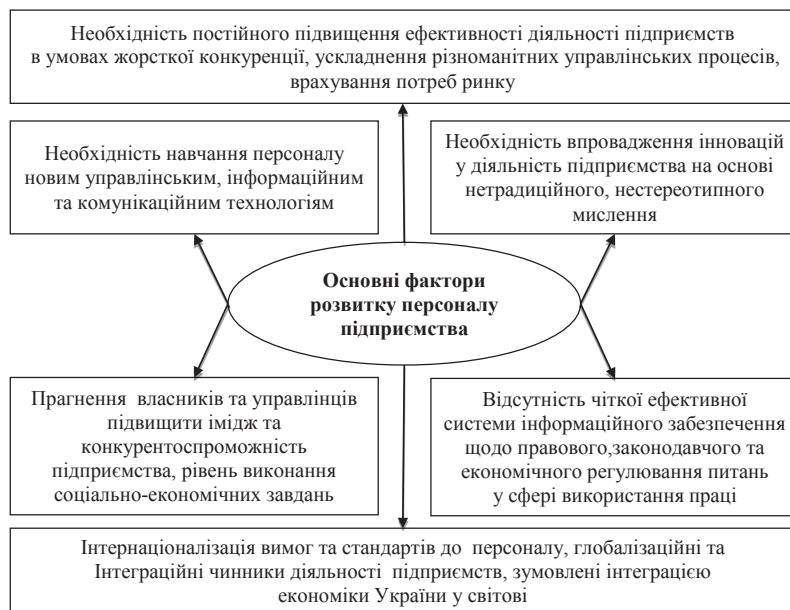 Необхідність постійного підвищення ефективності діяльності підприємств
в умовах жорсткої конкуренції, ускладнення різноманітних управлінських процесів,
врахування потреб ринку
Необхідність навчання персоналу
новим управлінським, інформаційним
та комунікаційним технологіям
Необхідність впровадження інновацій
у діяльність підприємства на основі
нетрадиційного, нестереотипного
мислення
Основні фактори
розвитку персоналу
підприємства
Прагнення власників та управлінців
підвищити імідж та
конкурентоспроможність
підприємства, рівень виконання
соціально-економічних завдань
Відсутність чіткої ефективної
системи інформаційного забезпечення
щодо правового,законодавчого та
економічного регулювання питань
у сфері використання праці
Інтернаціоналізація вимог та стандартів до персоналу, глобалізаційні та
Інтеграційні чинники діяльності підприємств, зумовлені інтеграцією
економіки України у світові